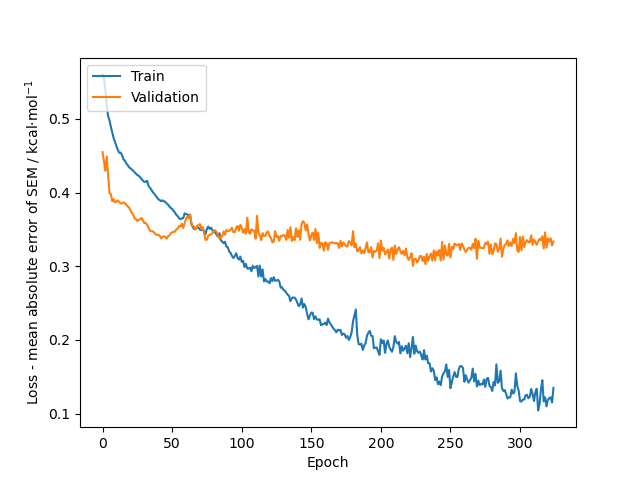 Train
Validation
Loss - mean absolute error of SEM / kcal·mol⁻¹
0.5
0.4
0.3
0.2
0.1
0 50 100 150 200 250 300
Epoch